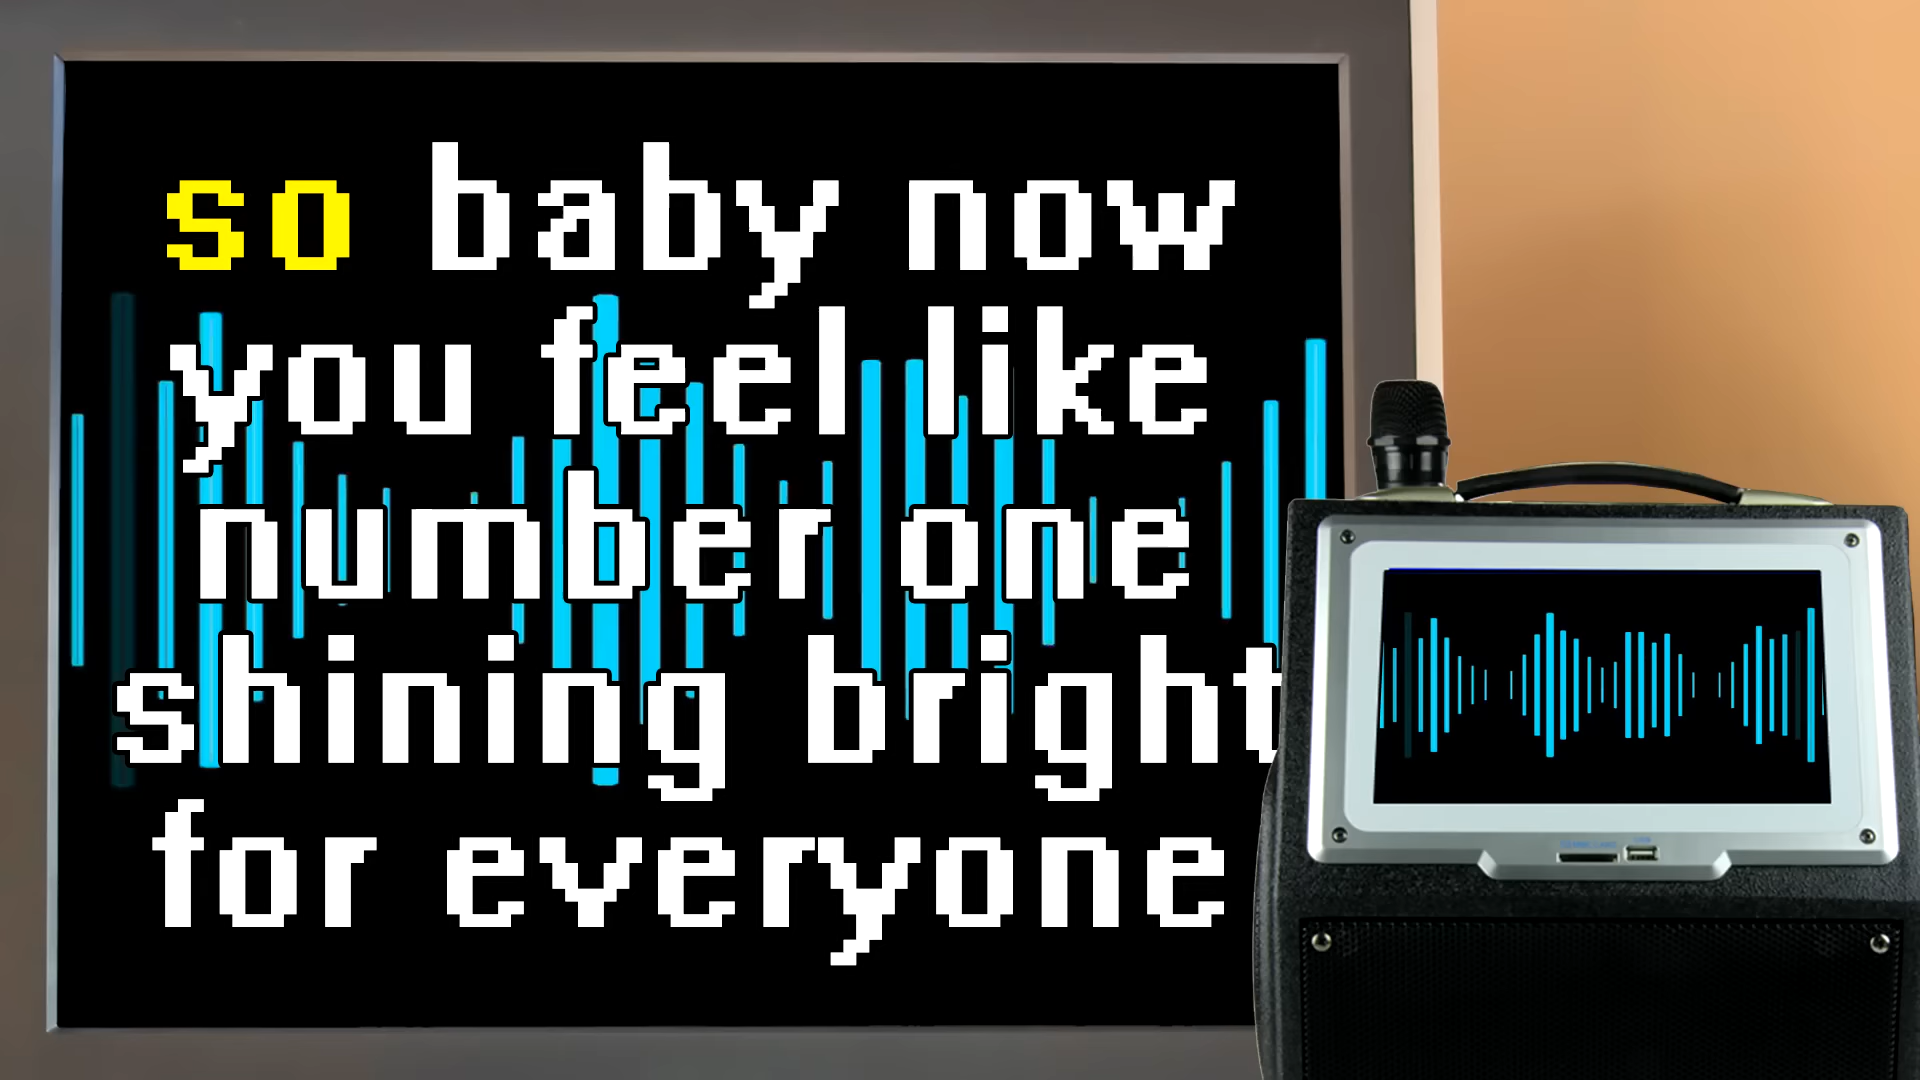 so baby now
you feel like
number one
shining bright
for everyone